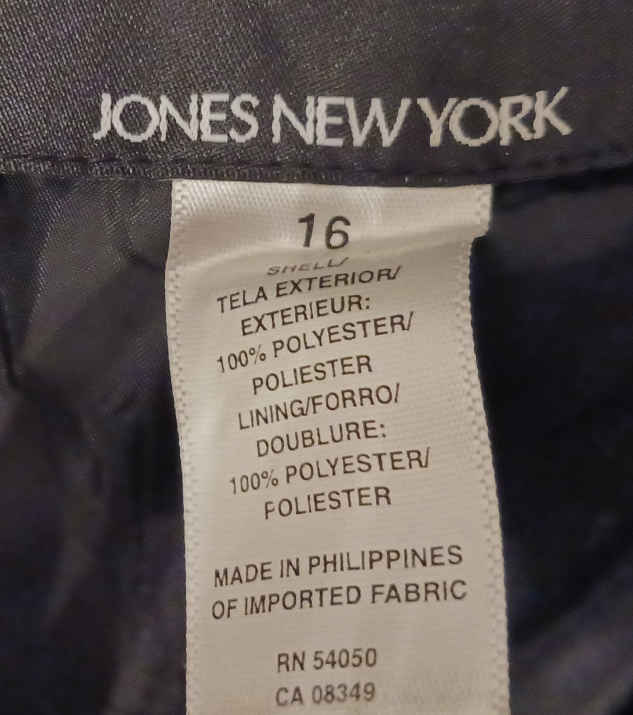 JONES NEW YORK
16
SHELL/
TELA EXTERIOR/
EXTERIEUR:
100% POLYESTER/
POLIESTER
LINING/FORRO/
DOUBLURE:
100% POLYESTER/
POLIESTER
MADE IN PHILIPPINES
OF IMPORTED FABRIC
RN 54050
CA 08349